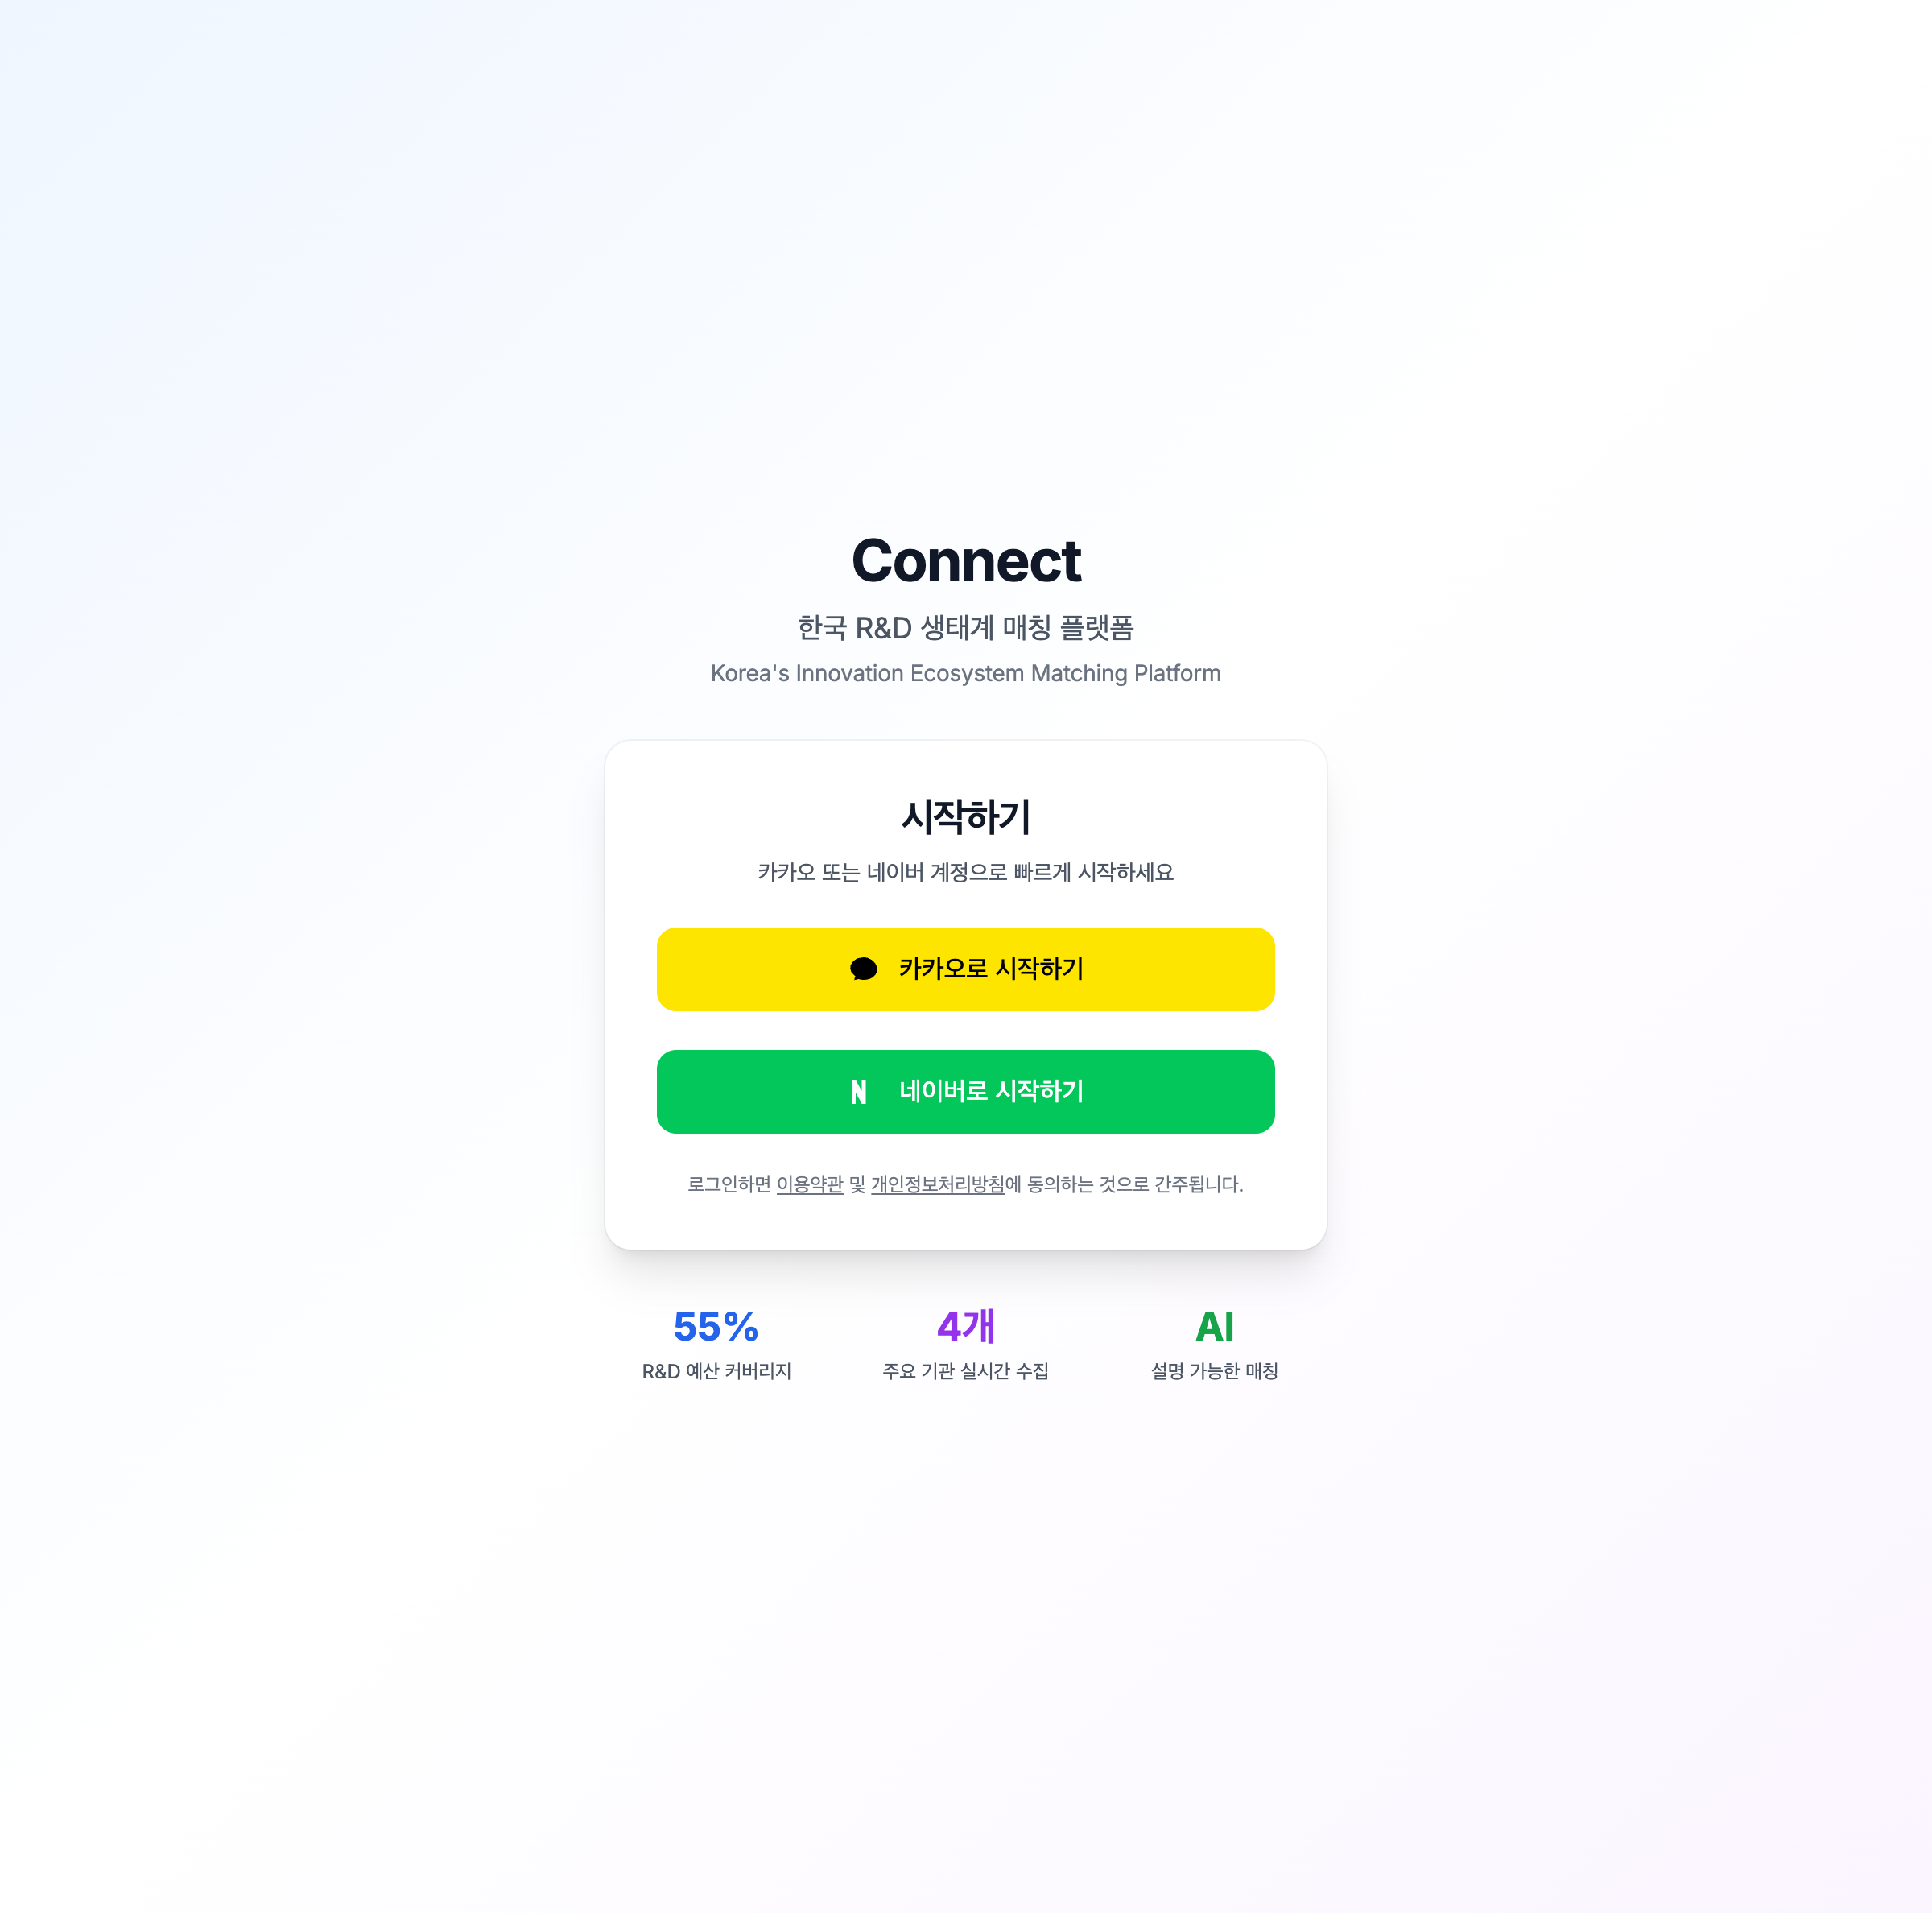 Connect
한국 R&D 생태계 매칭 플랫폼
Korea's Innovation Ecosystem Matching Platform
시작하기
카카오 또는 네이버 계정으로 빠르게 시작하세요
카카오로 시작하기
N 네이버로 시작하기
로그인하면 이용약관 및 개인정보처리방침에 동의하는 것으로 간주됩니다.
55% 4개 AI
R&D 예산 커버리지 주요 기관 실시간 수집 설명 가능한 매칭